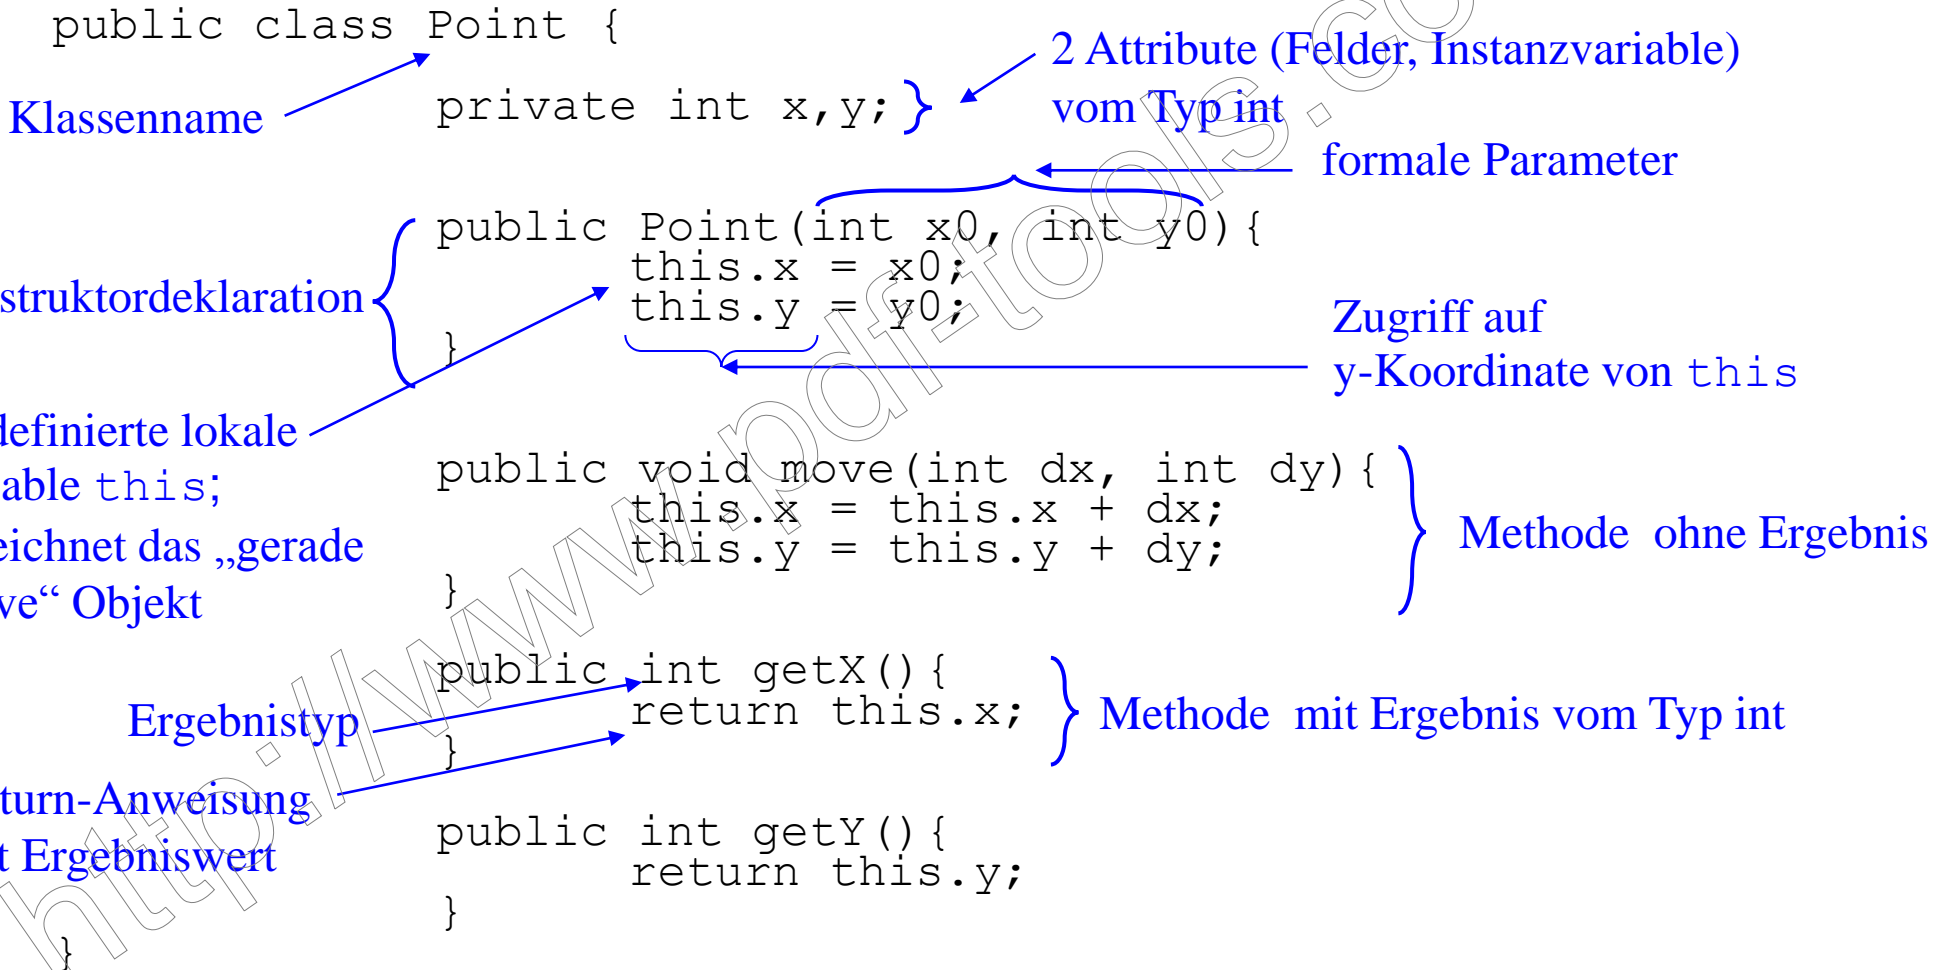 public class Point {
2 Attribute (Felder, Instanzvariable)
vom Typ int
Klassenname
private int x,y;
formale Parameter
public Point(int x0, int y0){
this.x = x0;
this.y = y0;
}
struktordeklaration
Zugriff auf
y-Koordinate von this
definierte lokale
able this;
eichnet das „gerade
ve“ Objekt
public void move(int dx, int dy){
this.x = this.x + dx;
this.y = this.y + dy;
}
Methode ohne Ergebnis
public int getX(){
return this.x;
}
Ergebnistyp
Methode mit Ergebnis vom Typ int
turn-Anweisung
t Ergebniswert
public int getY(){
return this.y;
}
}
http://www.pdf-tools.co